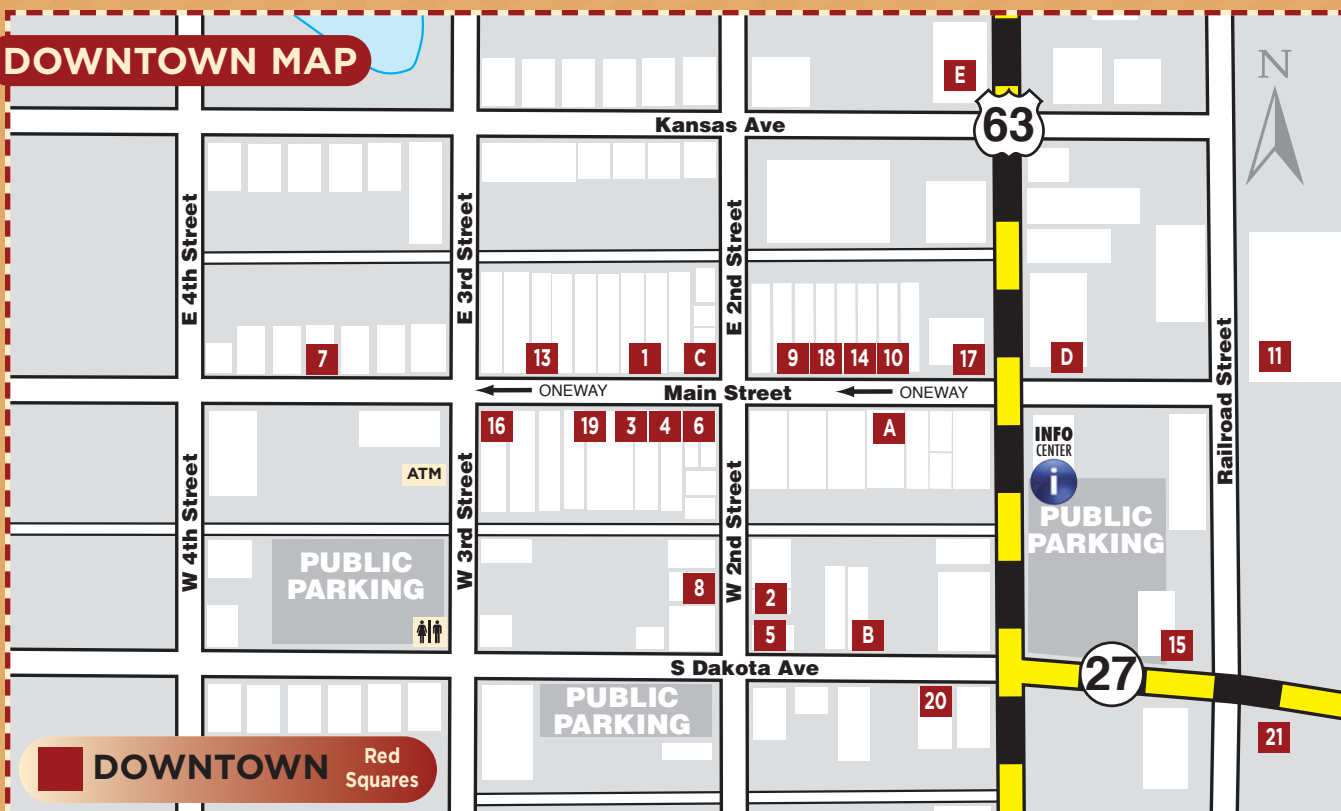 DOWNTOWN MAP
N
E
63
Kansas Ave
E 4th Street
E 3rd Street
E 2nd Street
Railroad Street
7
13
1
C
9
18
14
10
17
D
11
ONEWAY
Main Street
ONEWAY
16
19
3
4
6
A
INFO
CENTER
i
ATM
W 4th Street
W 3rd Street
W 2nd Street
PUBLIC
PARKING
PUBLIC
PARKING
8
2
5
B
15
S Dakota Ave
27
PUBLIC
PARKING
20
21
DOWNTOWN
Red
Squares